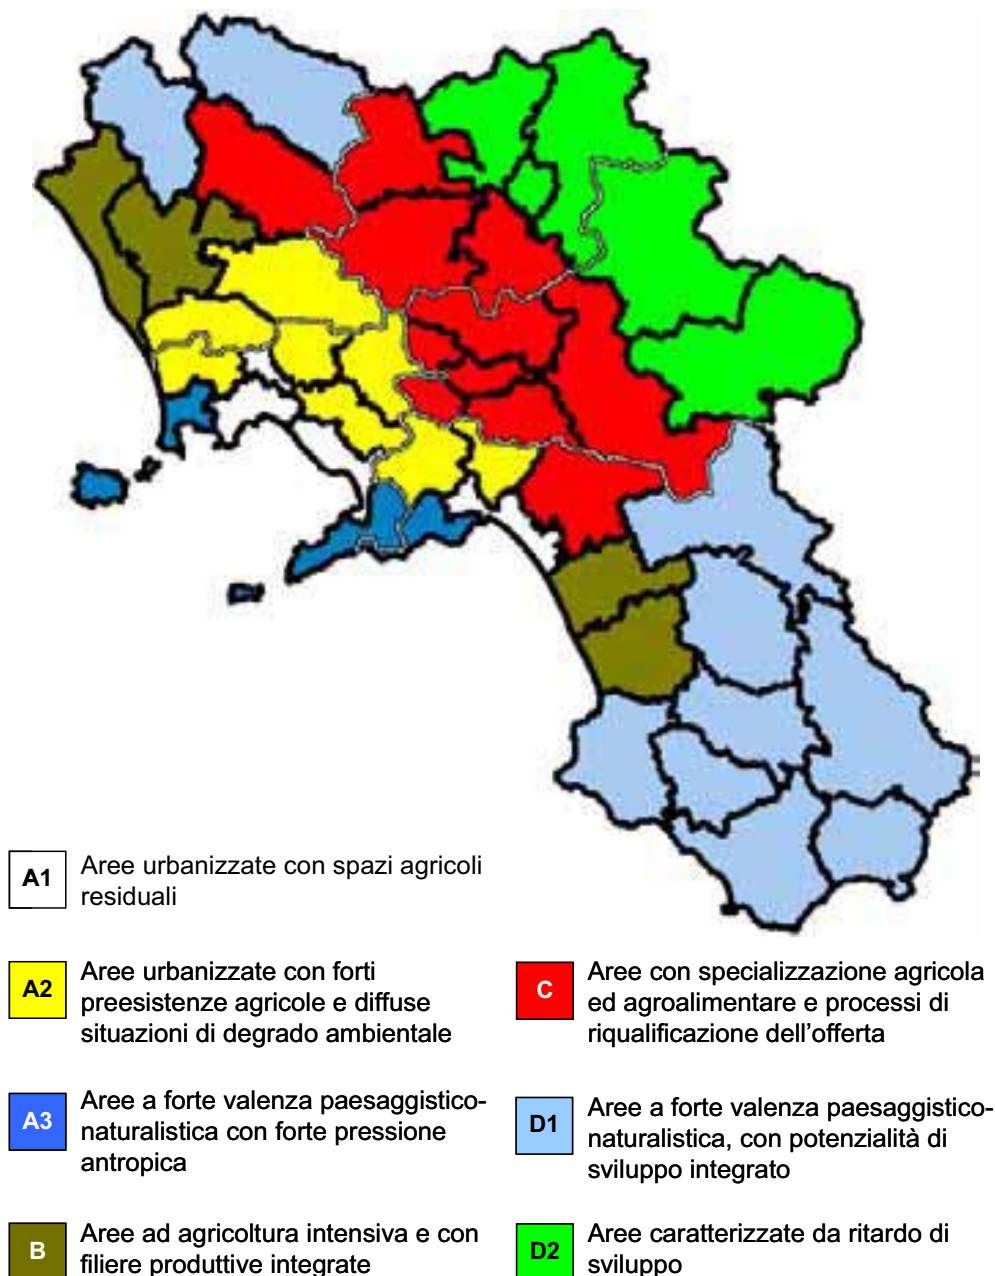 A1
Aree urbanizzate con spazi agricoli
residuali
A2
Aree urbanizzate con forti
preesistenze agricole e diffuse
situazioni di degrado ambientale
C
Aree con specializzazione agricola
ed agroalimentare e processi di
riqualificazione dell'offerta
A3
Aree a forte valenza paesaggistico-
naturalistica con forte pressione
antropica
D1
Aree a forte valenza paesaggistico-
naturalistica, con potenzialità di
sviluppo integrato
B
Aree ad agricoltura intensiva e con
filiere produttive integrate
D2
Aree caratterizzate da ritardo di
sviluppo